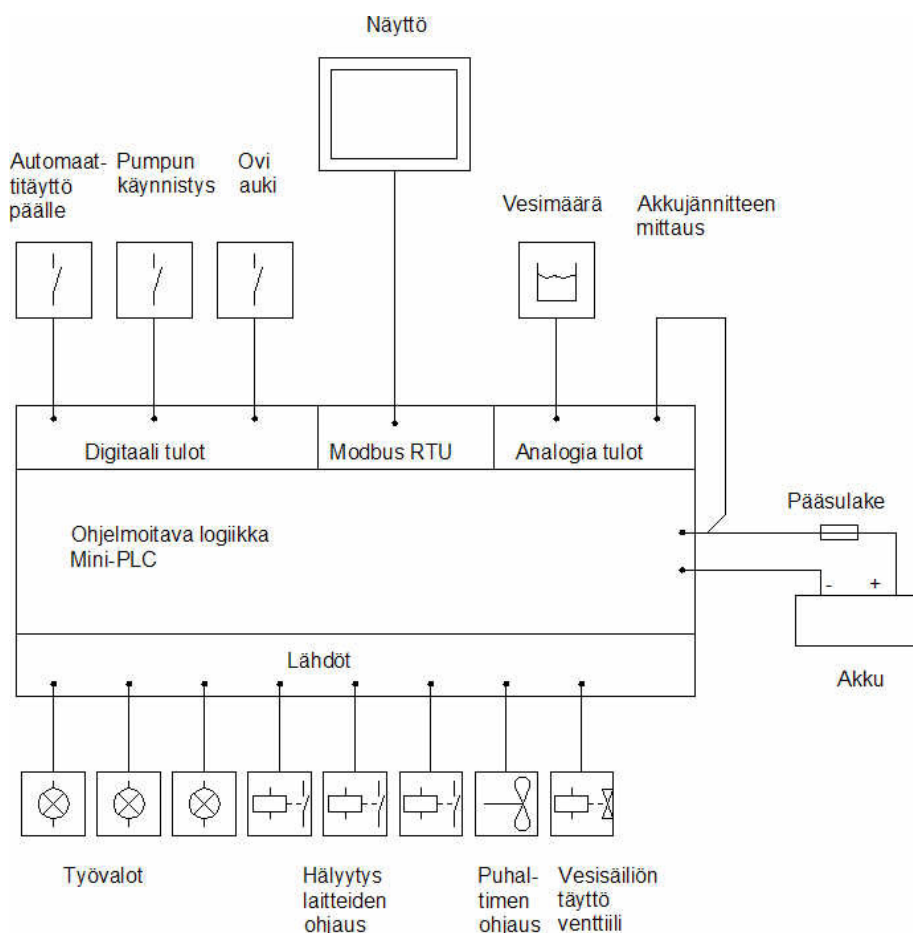 Näyttö
Automaat-
titäyttö
päälle
Pumpun
käynnistys
Ovi
auki
Vesimäärä
Akkujännitteen
mittaus
Digitaali tulot
Modbus RTU
Analogia tulot
Ohjelmoitava logiikka
Mini-PLC
Pääsulake
- +
Akku
Lähdöt
Työvalot
Hälyytys
laitteiden
ohjaus
Puhal-
timen
ohjaus
Vesisäiliön
täyttö
venttiili